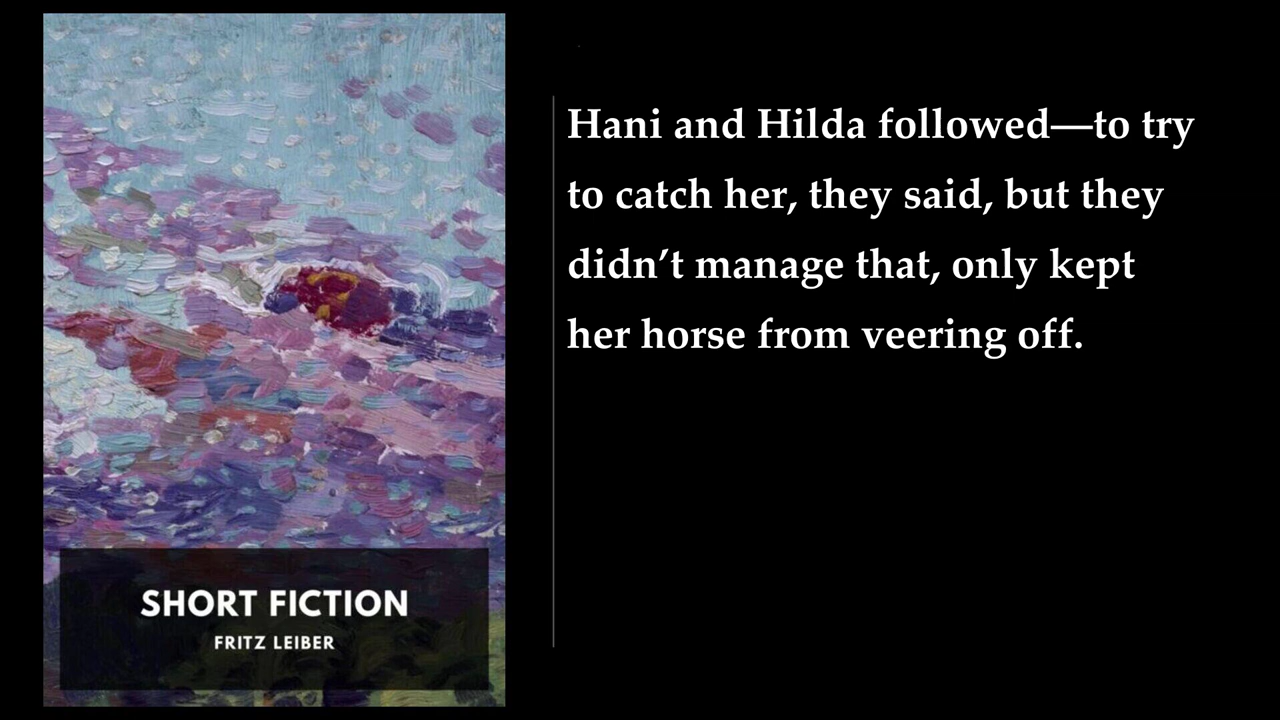 SHORT FICTION
FRITZ LEIBER
Hani and Hilda followed—to try
to catch her, they said, but they
didn’t manage that, only kept
her horse from veering off.